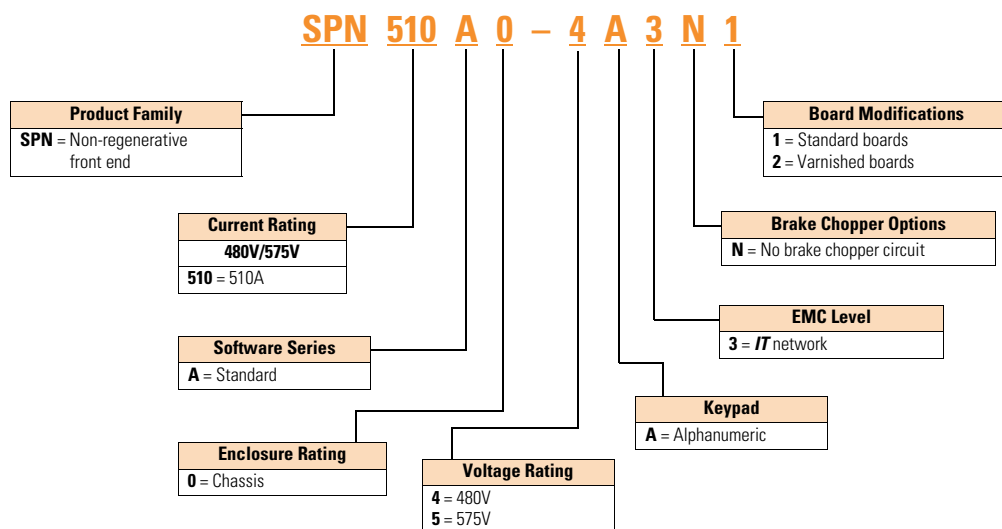 SPN 510 A 0 – 4 A 3 N 1
Product Family
SPN = Non-regenerative
front end
Board Modifications
1 = Standard boards
2 = Varnished boards
Current Rating
480V/575V
510 = 510A
Brake Chopper Options
N = No brake chopper circuit
EMC Level
3 = IT network
Software Series
A = Standard
Keypad
A = Alphanumeric
Enclosure Rating
0 = Chassis
Voltage Rating
4 = 480V
5 = 575V